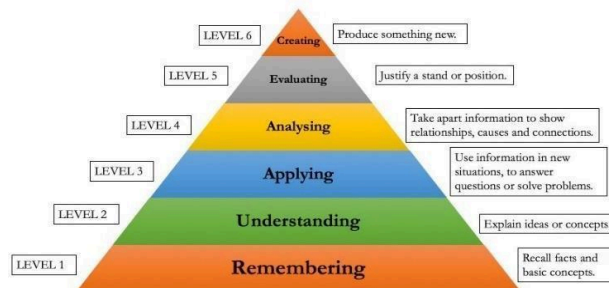 LEVEL 6
Creating
Produce something new.
LEVEL 5
Evaluating
Justify a stand or position.
LEVEL 4
Analysing
Take apart information to show
relationships, causes and connections.
LEVEL 3
Applying
Use information in new
situations, to answer
questions or solve problems.
LEVEL 2
Understanding
Explain ideas or concepts
LEVEL 1
Remembering
Recall facts and
basic concepts.